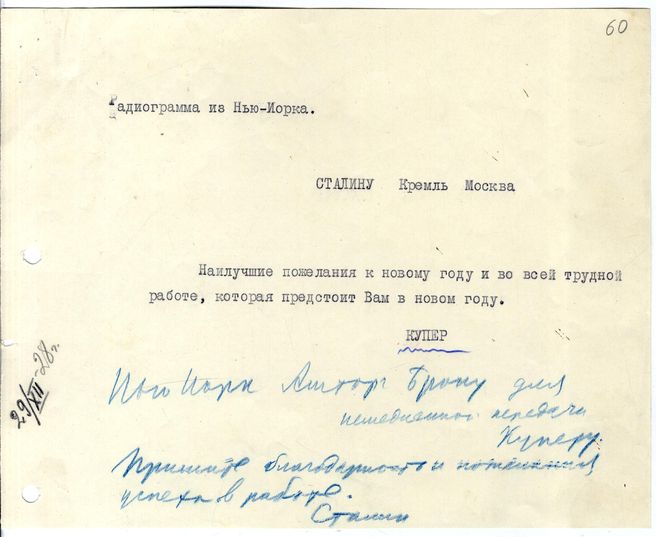 60
Радиограмма из Нью-Иорка.
СТАЛИНУ Кремль Москва
Наилучшие пожелания к новому году и во всей трудной
работе, которая предстоит Вам в новом году.
КУПЕР
29/XII-28г.
Нью Иорк Амторг Брону для
немедленной передачи
Куперу.
Примите благодарность и пожелания
успеха в работе.
Сталин